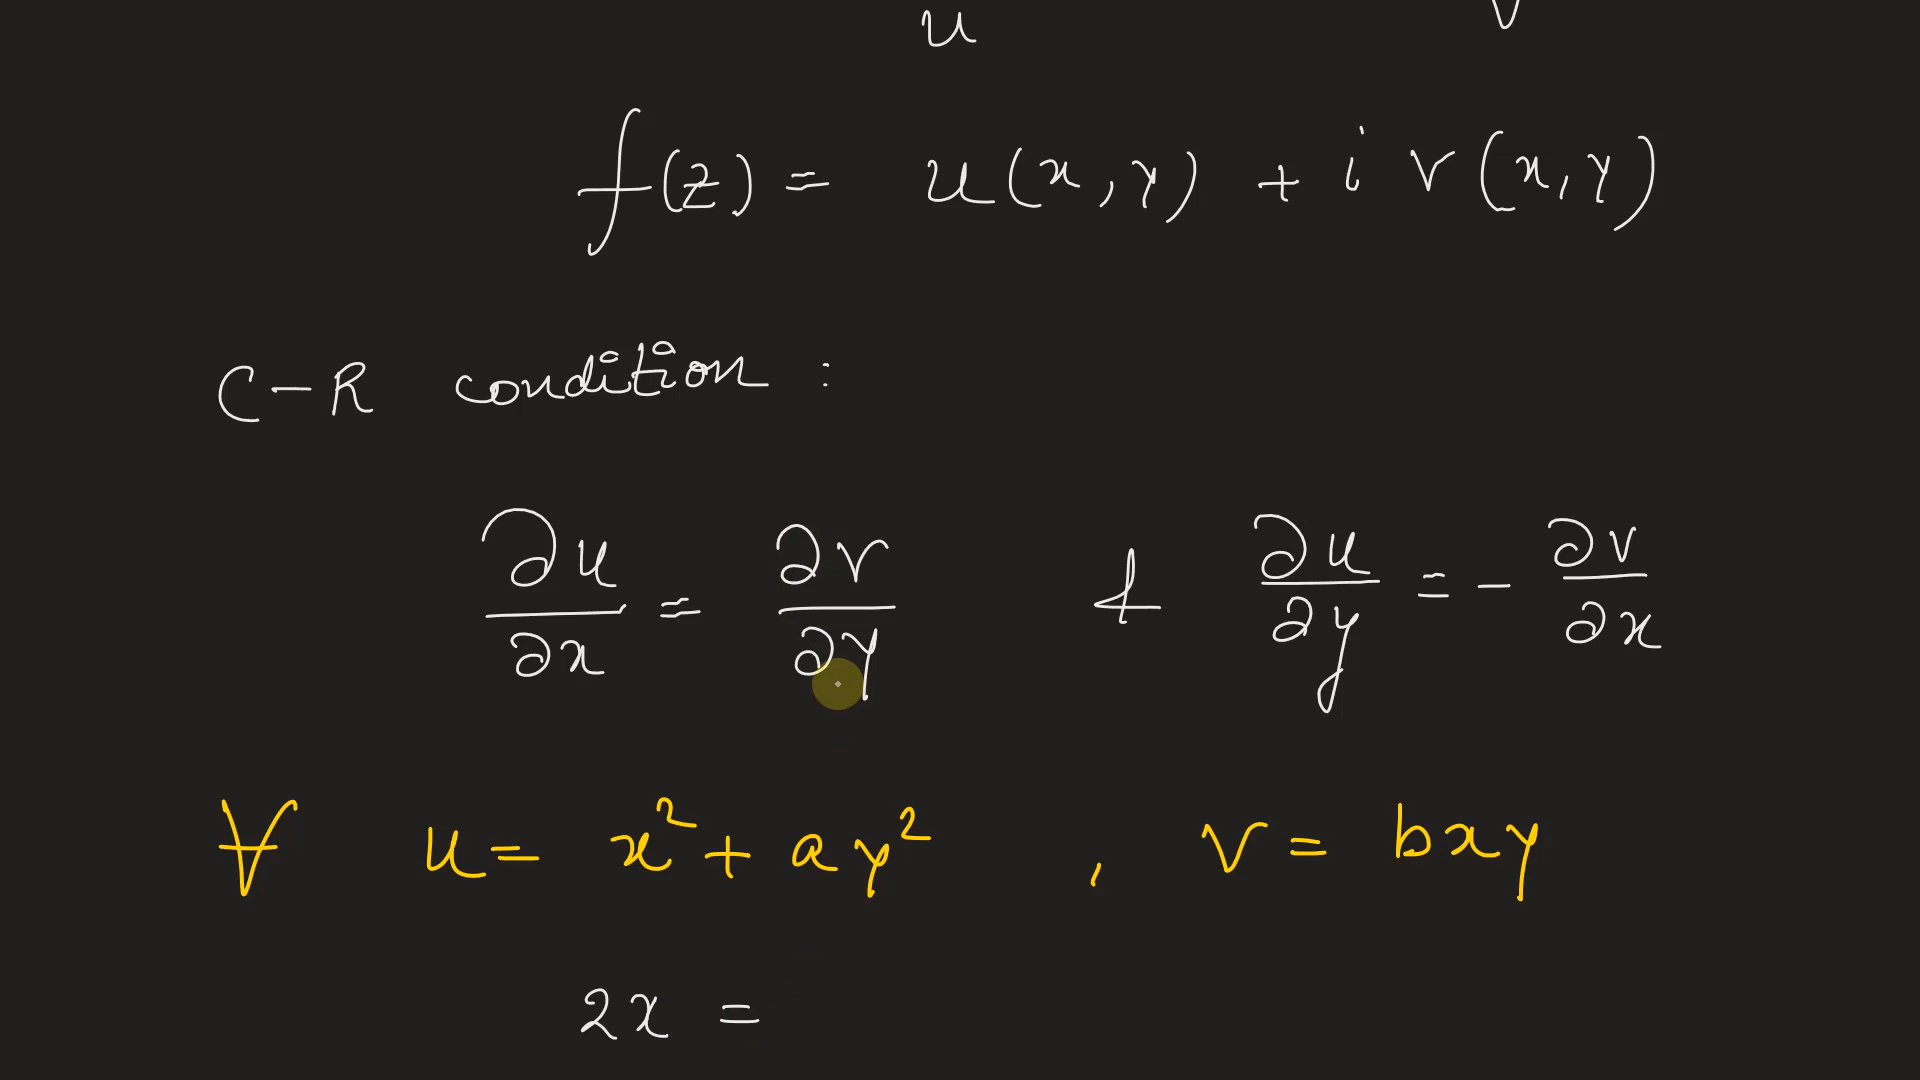 u v
f(z) = u(x,y) + i v(x,y)
C-R condition :
∂u/∂x = ∂v/∂y & ∂u/∂y = - ∂v/∂x
∀ u = x² + ay² , v = bxy
2x =